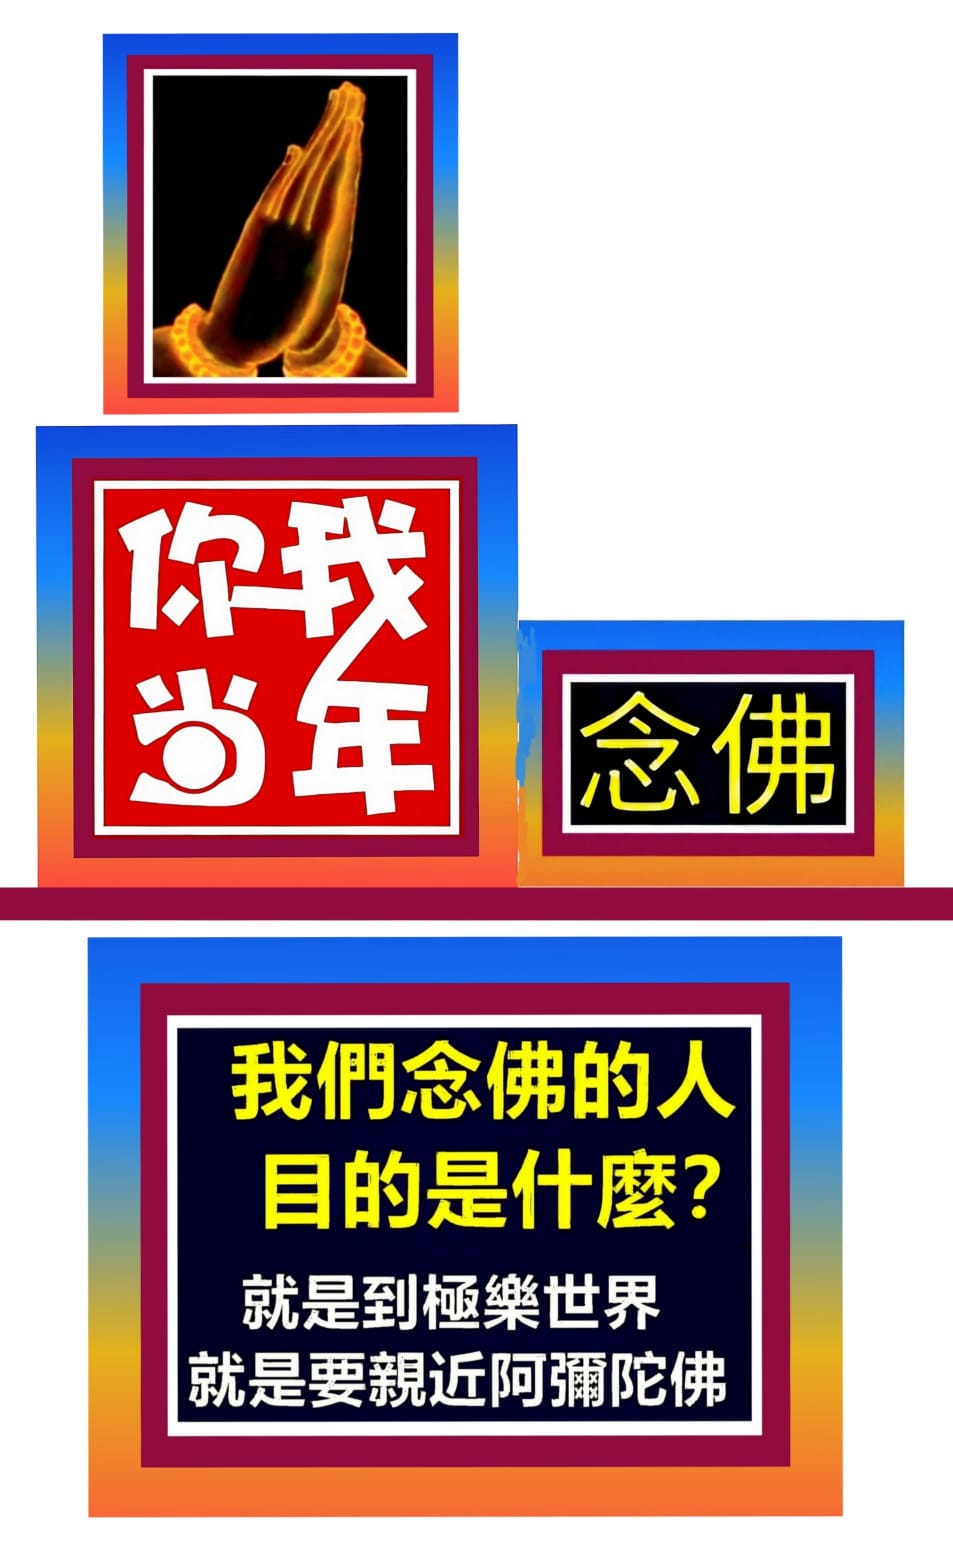 你我
当年
念佛
我們念佛的人
目的是什麼？
就是到極樂世界
就是要親近阿彌陀佛